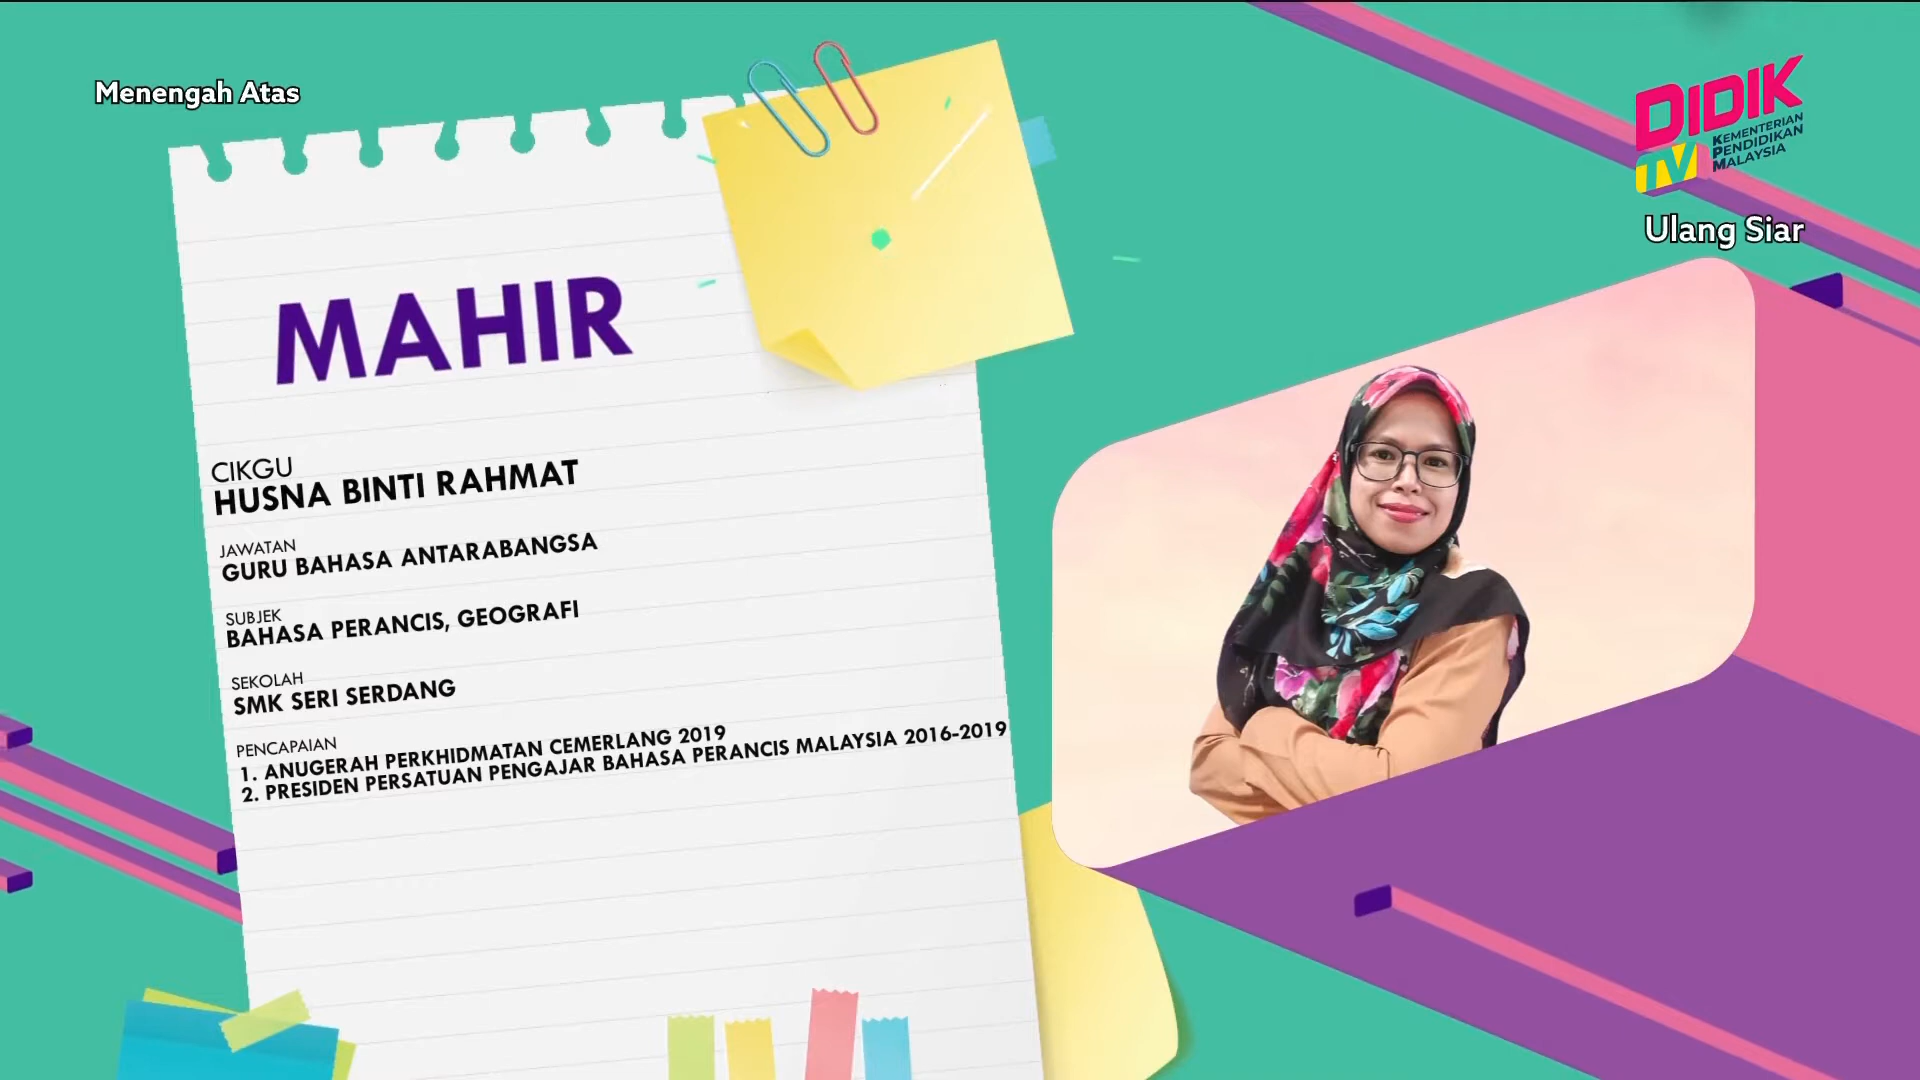 Menengah Atas
DIDIK
TV
KEMENTERIAN
PENDIDIKAN
MALAYSIA
Ulang Siar
MAHIR
CIKGU
HUSNA BINTI RAHMAT
JAWATAN
GURU BAHASA ANTARABANGSA
SUBJEK
BAHASA PERANCIS, GEOGRAFI
SEKOLAH
SMK SERI SERDANG
PENCAPAIAN
1. ANUGERAH PERKHIDMATAN CEMERLANG 2019
2. PRESIDEN PERSATUAN PENGAJAR BAHASA PERANCIS MALAYSIA 2016-2019